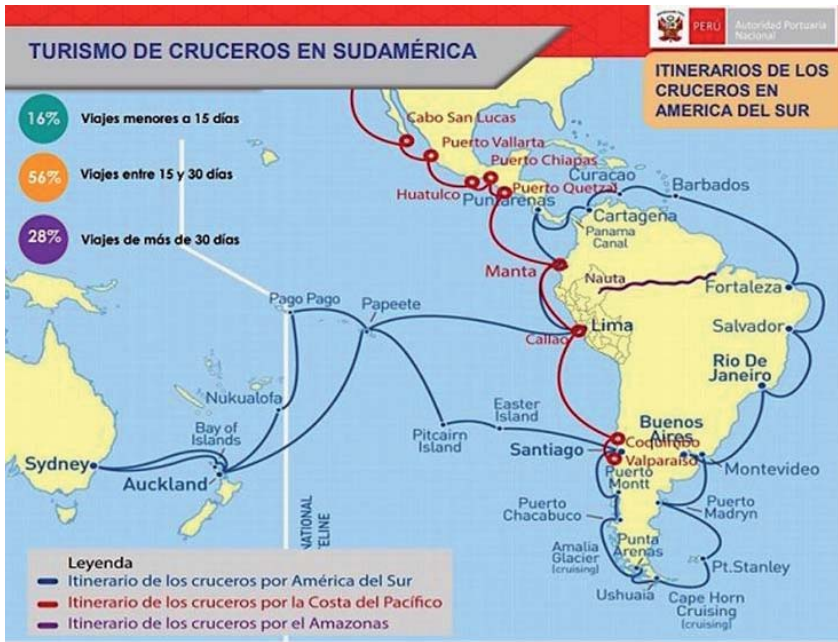 TURISMO DE CRUCEROS EN SUDAMÉRICA
PERÚ
Autoridad Portuaria
Nacional
ITINERARIOS DE LOS
CRUCEROS EN
AMERICA DEL SUR
16%
Viajes menores a 15 días
56%
Viajes entre 15 y 30 días
28%
Viajes de más de 30 días
Cabo San Lucas
Puerto Vallarta
Puerto Chiapas
Huatulco
Puerto Quetzal
Puntarenas
Curacao
Barbados
Cartagena
Panama
Canal
Manta
Nauta
Fortaleza
Pago Pago
Papeete
Callao
Lima
Salvador
Rio De
Janeiro
Nukualofa
Bay of
Islands
Easter
Island
Pitcairn
Island
Buenos
Aires
Coquimbo
Santiago
Valparaíso
Sydney
Auckland
Puerto
Montt
Montevideo
Puerto
Chacabuco
Puerto
Madryn
NATIONAL
TELINE
Amalia
Glacier
(cruising)
Punta
Arenas
Pt.Stanley
Ushuaia
Cape Horn
Cruising
(cruising)
Leyenda
Itinerario de los cruceros por América del Sur
Itinerario de los cruceros por la Costa del Pacífico
Itinerario de los cruceros por el Amazonas